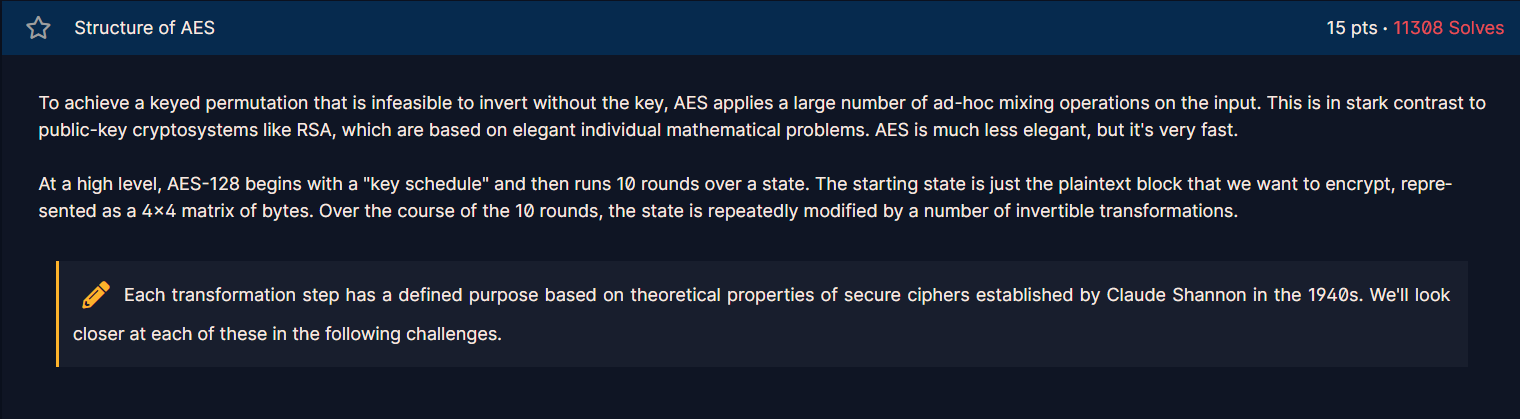 Structure of AES
15 pts · 11308 Solves
To achieve a keyed permutation that is infeasible to invert without the key, AES applies a large number of ad-hoc mixing operations on the input. This is in stark contrast to
public-key cryptosystems like RSA, which are based on elegant individual mathematical problems. AES is much less elegant, but it's very fast.
At a high level, AES-128 begins with a "key schedule" and then runs 10 rounds over a state. The starting state is just the plaintext block that we want to encrypt, repre-
sented as a 4×4 matrix of bytes. Over the course of the 10 rounds, the state is repeatedly modified by a number of invertible transformations.
Each transformation step has a defined purpose based on theoretical properties of secure ciphers established by Claude Shannon in the 1940s. We'll look
closer at each of these in the following challenges.